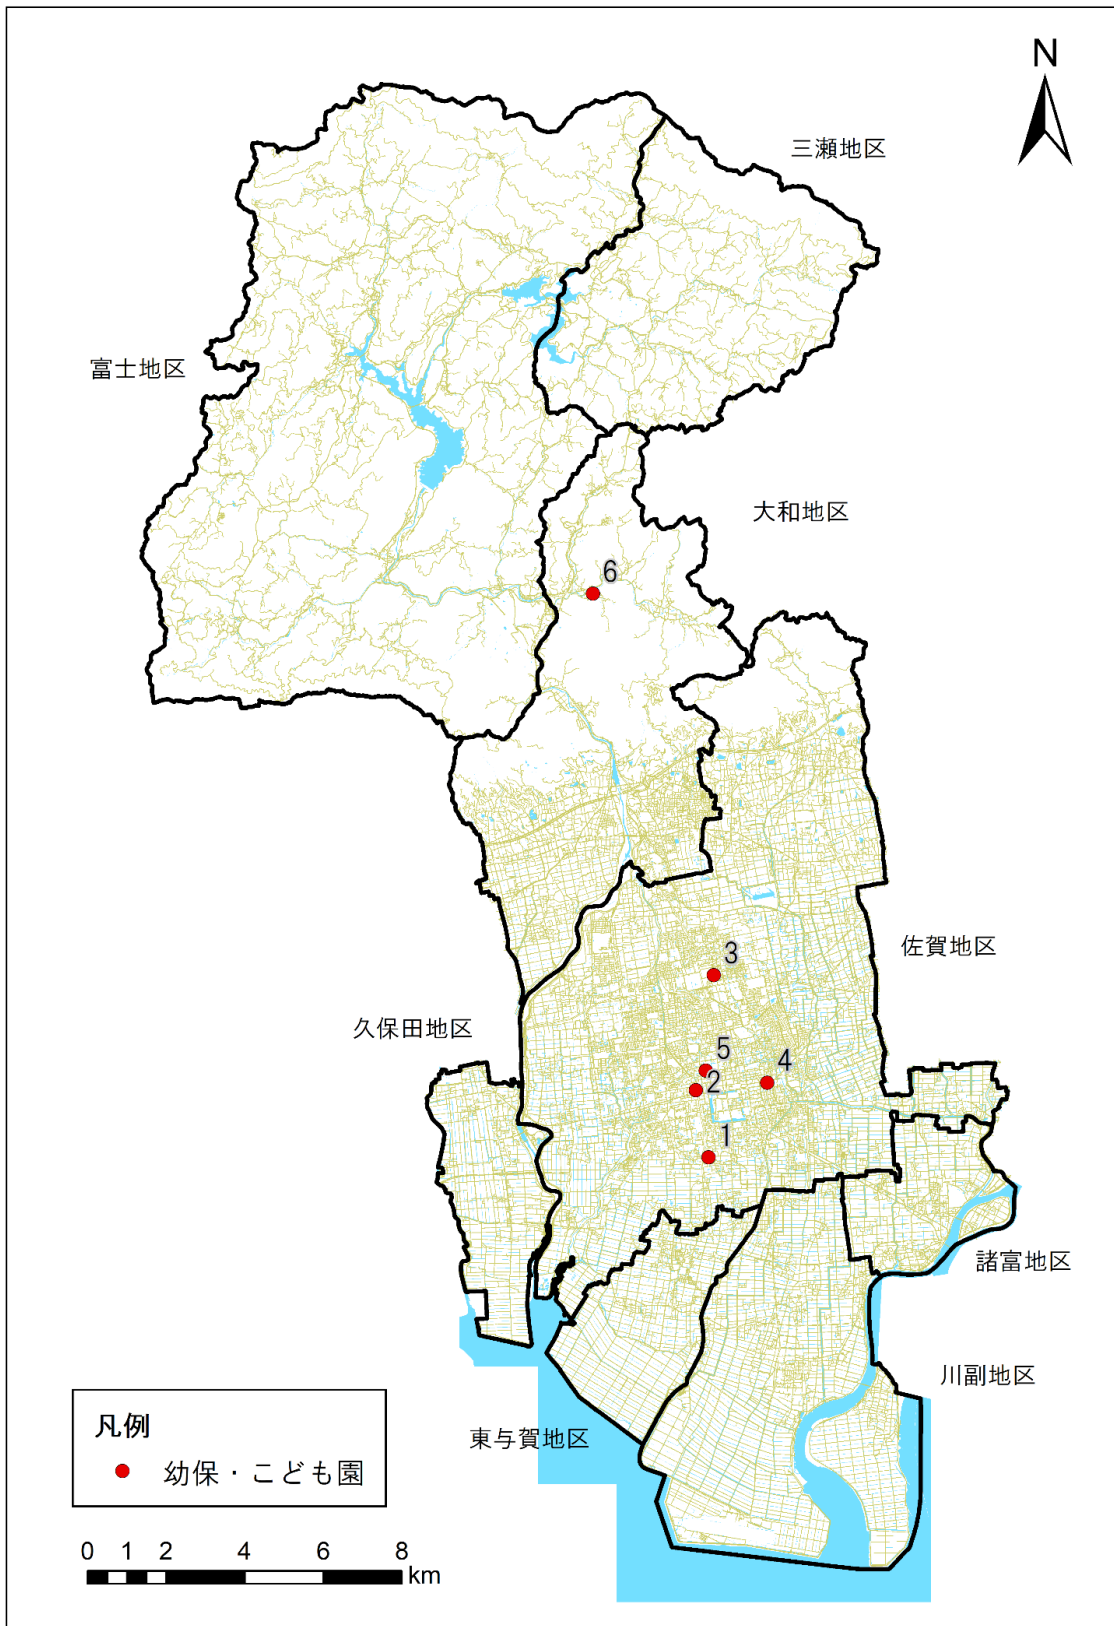 N
三瀬地区
富士地区
大和地区
6
佐賀地区
3
久保田地区
5
4
2
1
諸富地区
川副地区
東与賀地区
凡例
幼保・こども園
0 1 2 4 6 8
km